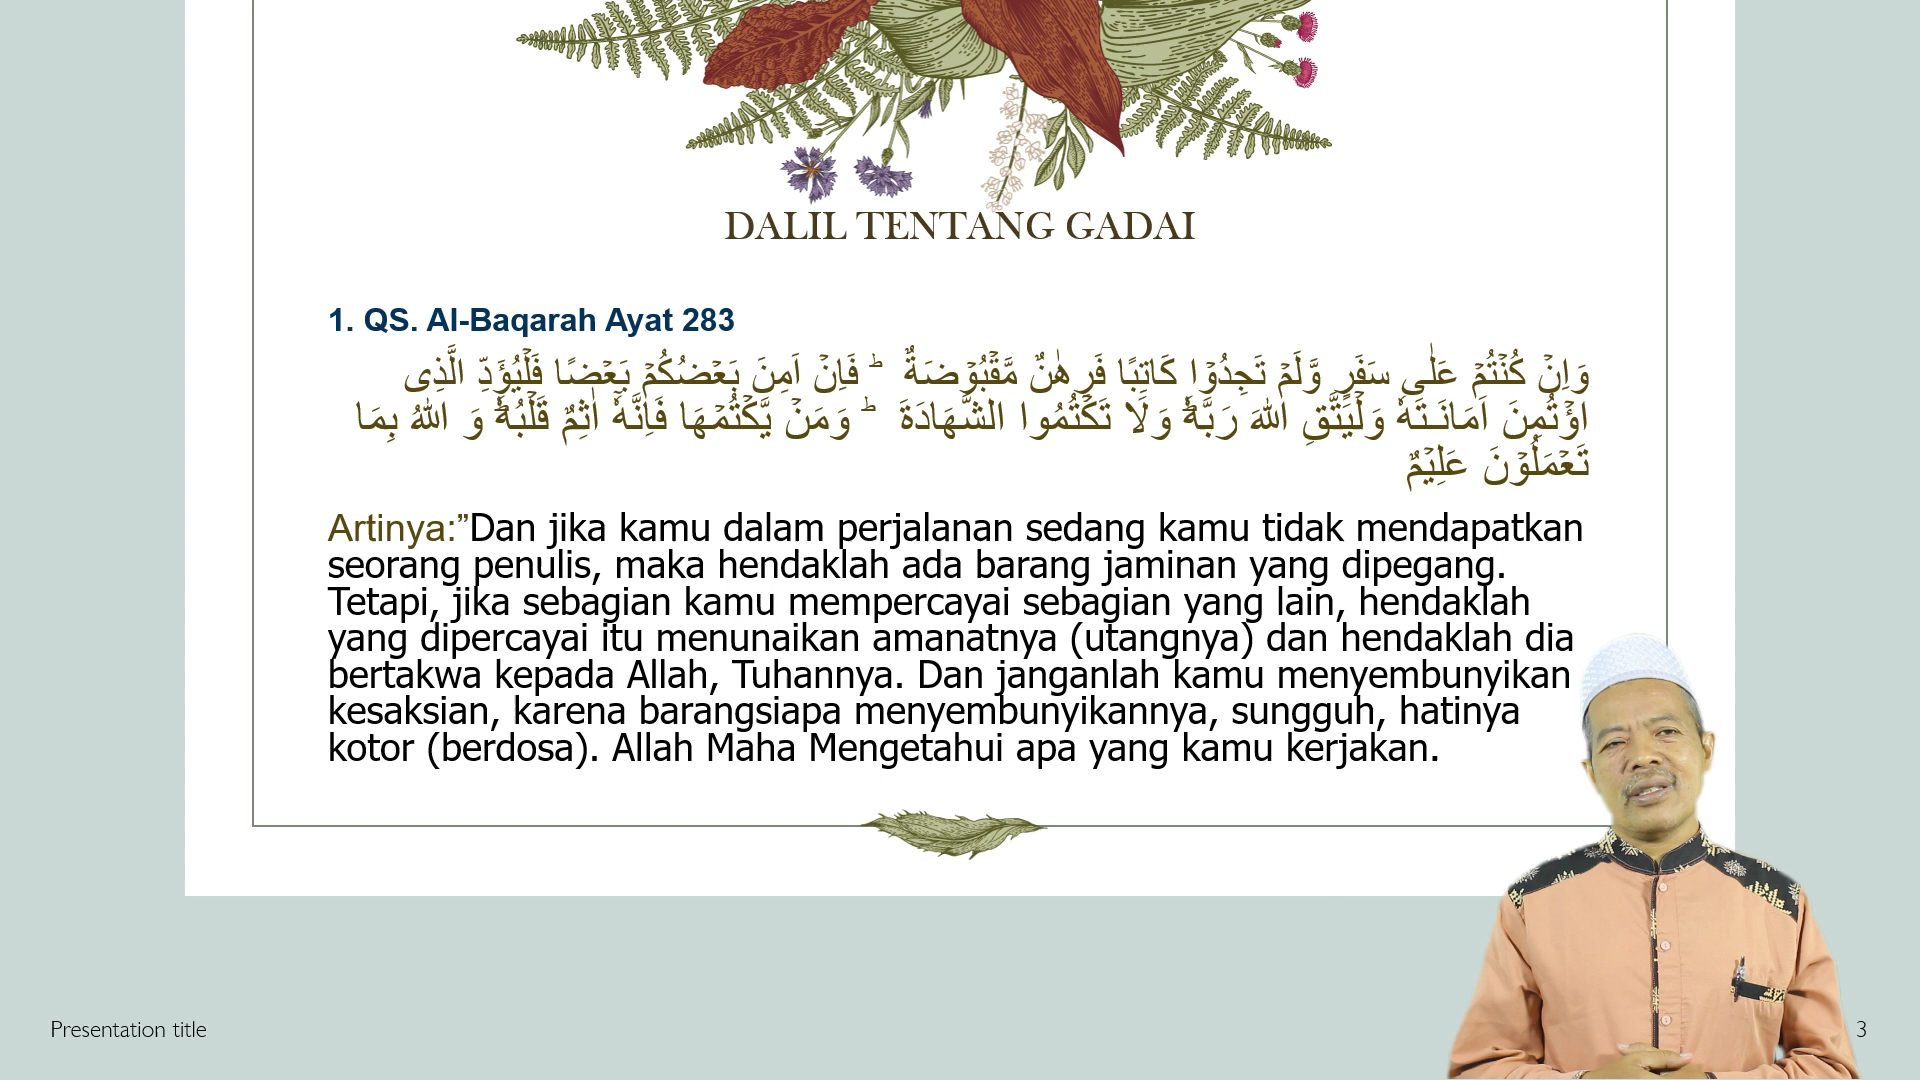 DALIL TENTANG GADAI
1. QS. Al-Baqarah Ayat 283
وَاِنْ كُنْتُمْ عَلٰى سَفَرٍ وَّلَمْ تَجِدُوْا كَاتِبًا فَرِهٰنٌ مَّقْبُوْضَةٌ ۗ فَاِنْ اَمِنَ بَعْضُكُمْ بَعْضًا فَلْيُؤَدِّ الَّذِى
اؤْتُمِنَ اَمَانَـتَهٗ وَلْيَتَّقِ اللّٰهَ رَبَّهٗ ۗ وَلَا تَكْتُمُوا الشَّهَادَةَ ۗ وَمَنْ يَّكْتُمْهَا فَاِنَّهٗۤ اٰثِمٌ قَلْبُهٗ ۗ وَ اللّٰهُ بِمَا
تَعْمَلُوْنَ عَلِيْمٌ
Artinya:”Dan jika kamu dalam perjalanan sedang kamu tidak mendapatkan
seorang penulis, maka hendaklah ada barang jaminan yang dipegang.
Tetapi, jika sebagian kamu mempercayai sebagian yang lain, hendaklah
yang dipercayai itu menunaikan amanatnya (utangnya) dan hendaklah dia
bertakwa kepada Allah, Tuhannya. Dan janganlah kamu menyembunyikan
kesaksian, karena barangsiapa menyembunyikannya, sungguh, hatinya
kotor (berdosa). Allah Maha Mengetahui apa yang kamu kerjakan.
Presentation title
3